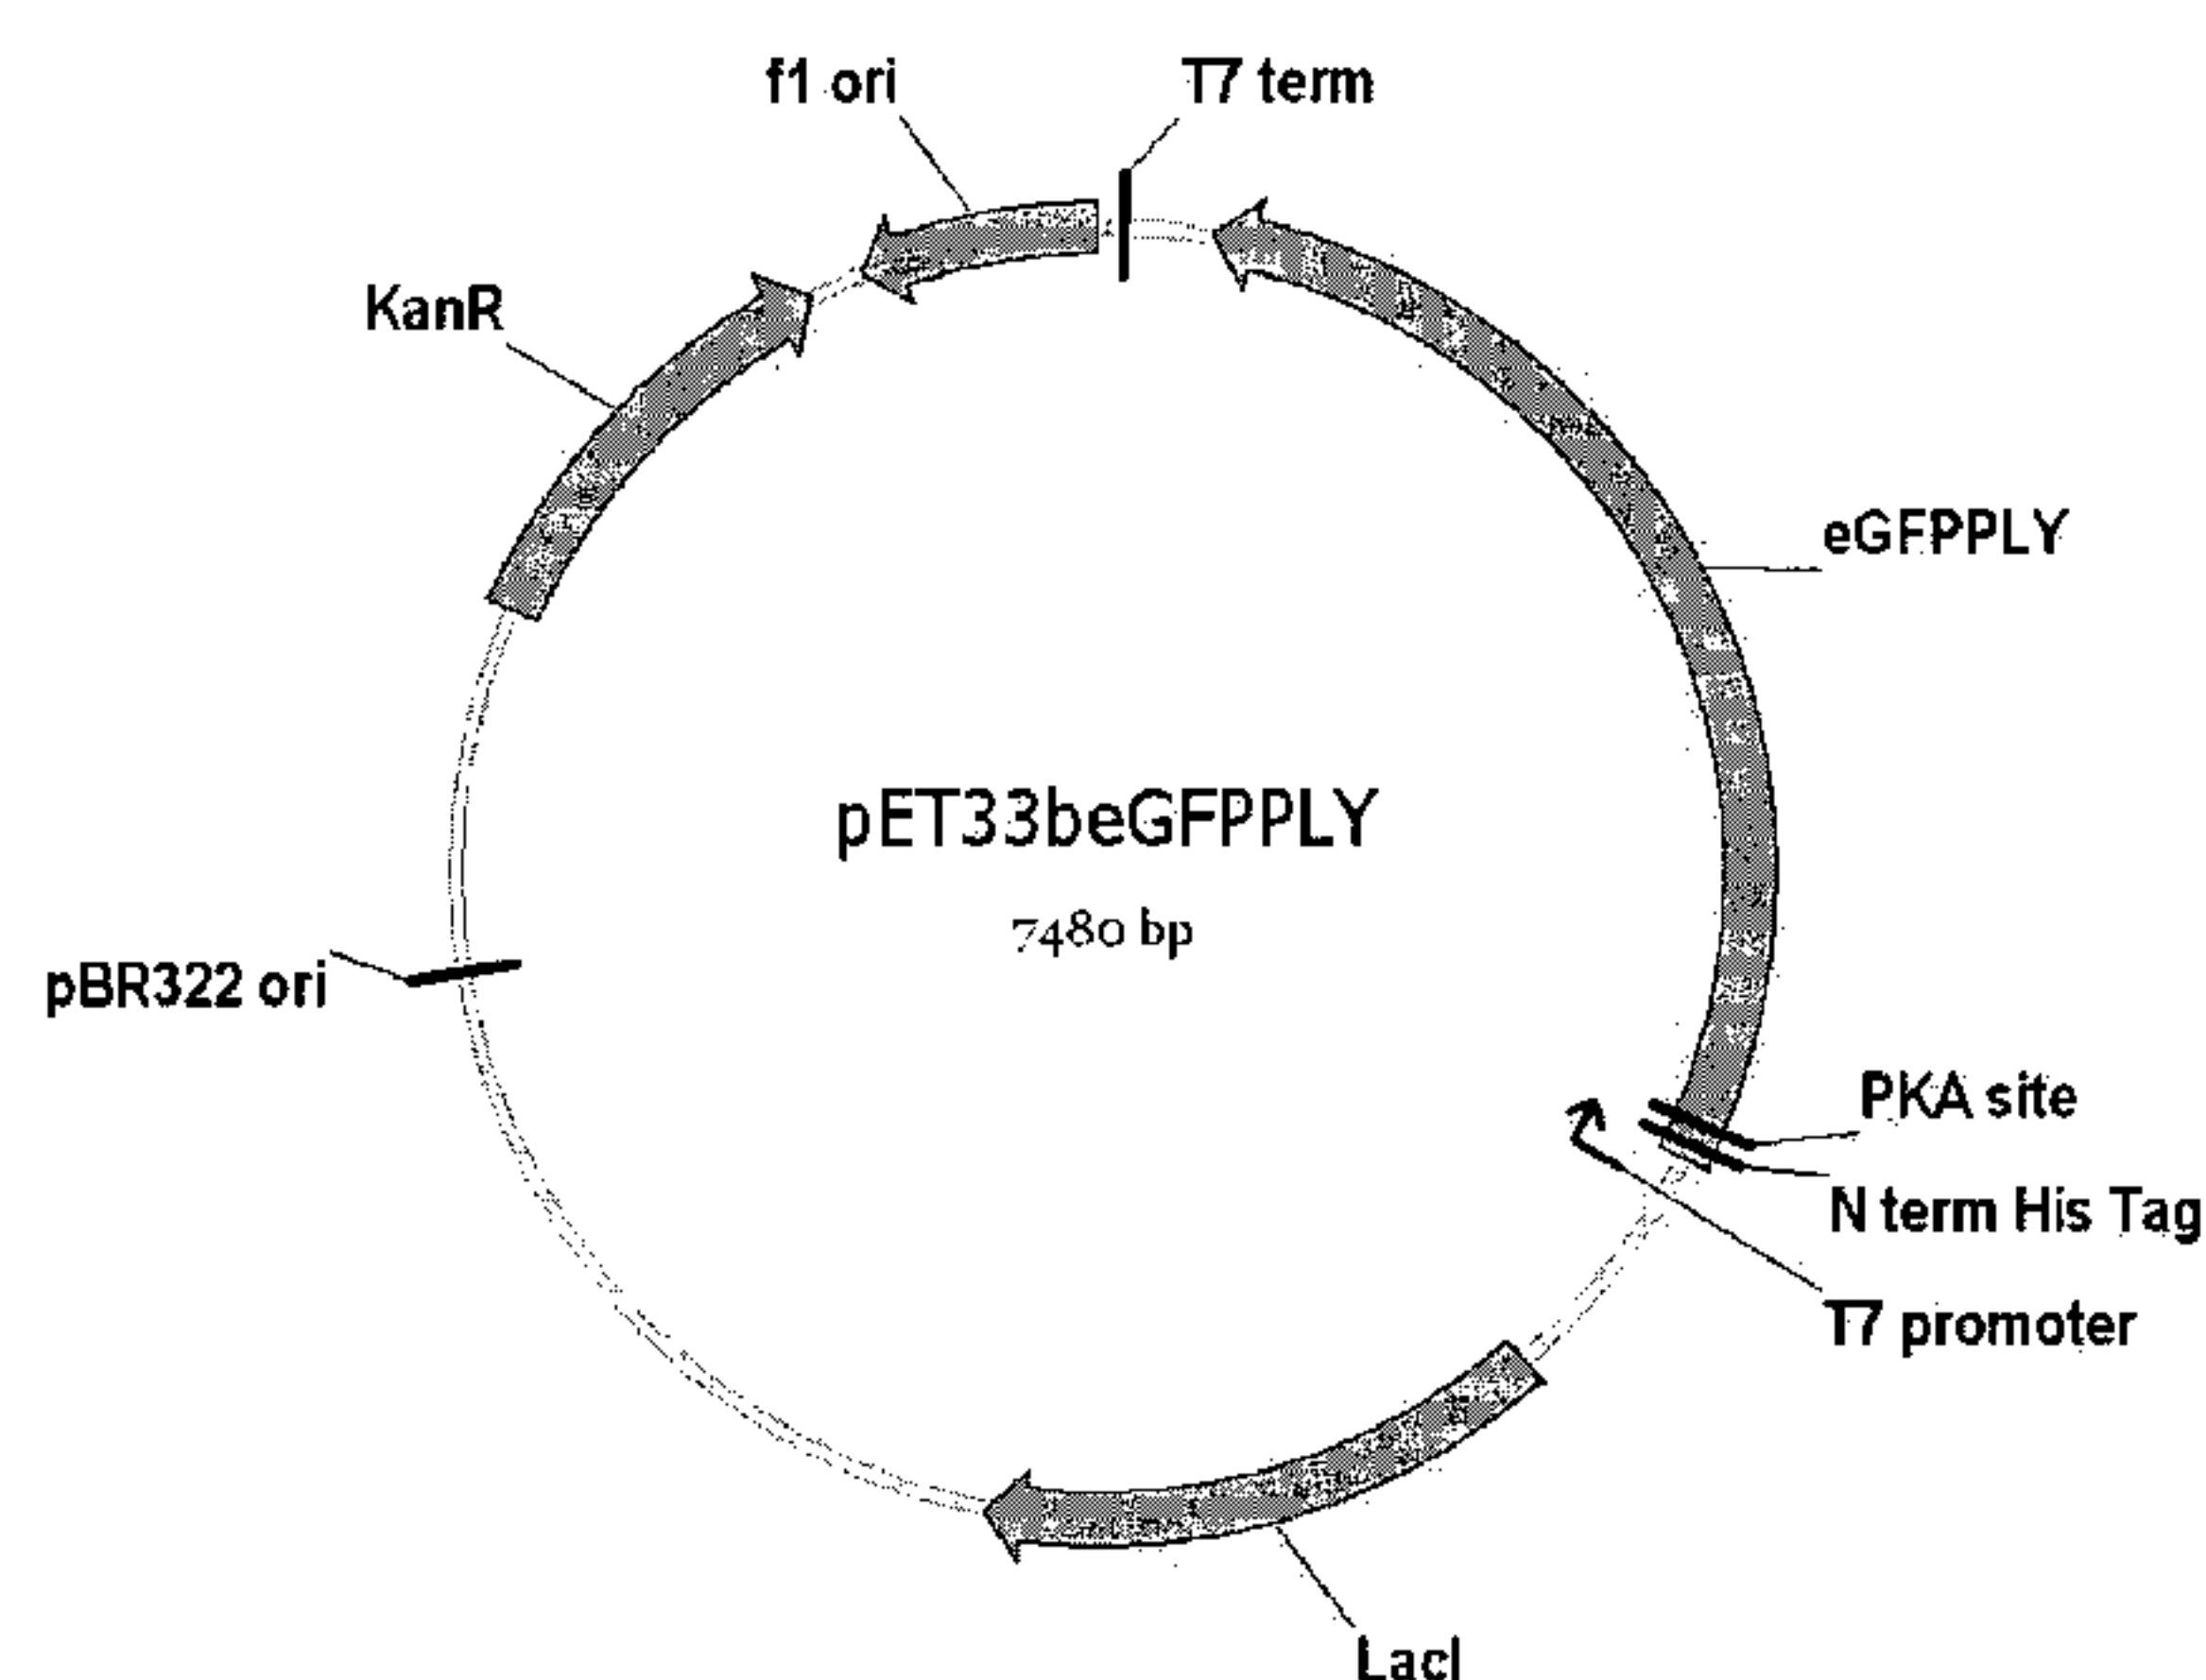 f1 ori
T7 term
KanR
eGFPPLY
pET33beGFPPLY
7480 bp
pBR322 ori
PKA site
N term His Tag
T7 promoter
LacI